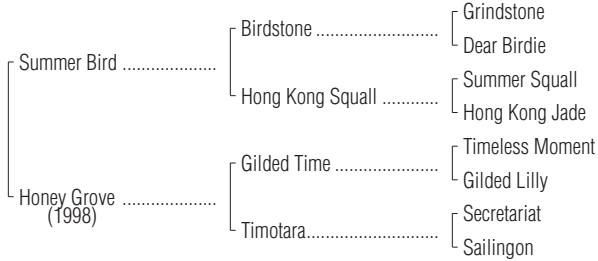 Grindstone
Birdstone ..........................
Dear Birdie
Summer Bird ....................
Summer Squall
Hong Kong Squall ............
Hong Kong Jade
Timeless Moment
Gilded Time ......................
Gilded Lilly
Honey Grove ....................
(1998)
Secretariat
Timotara............................
Sailingon